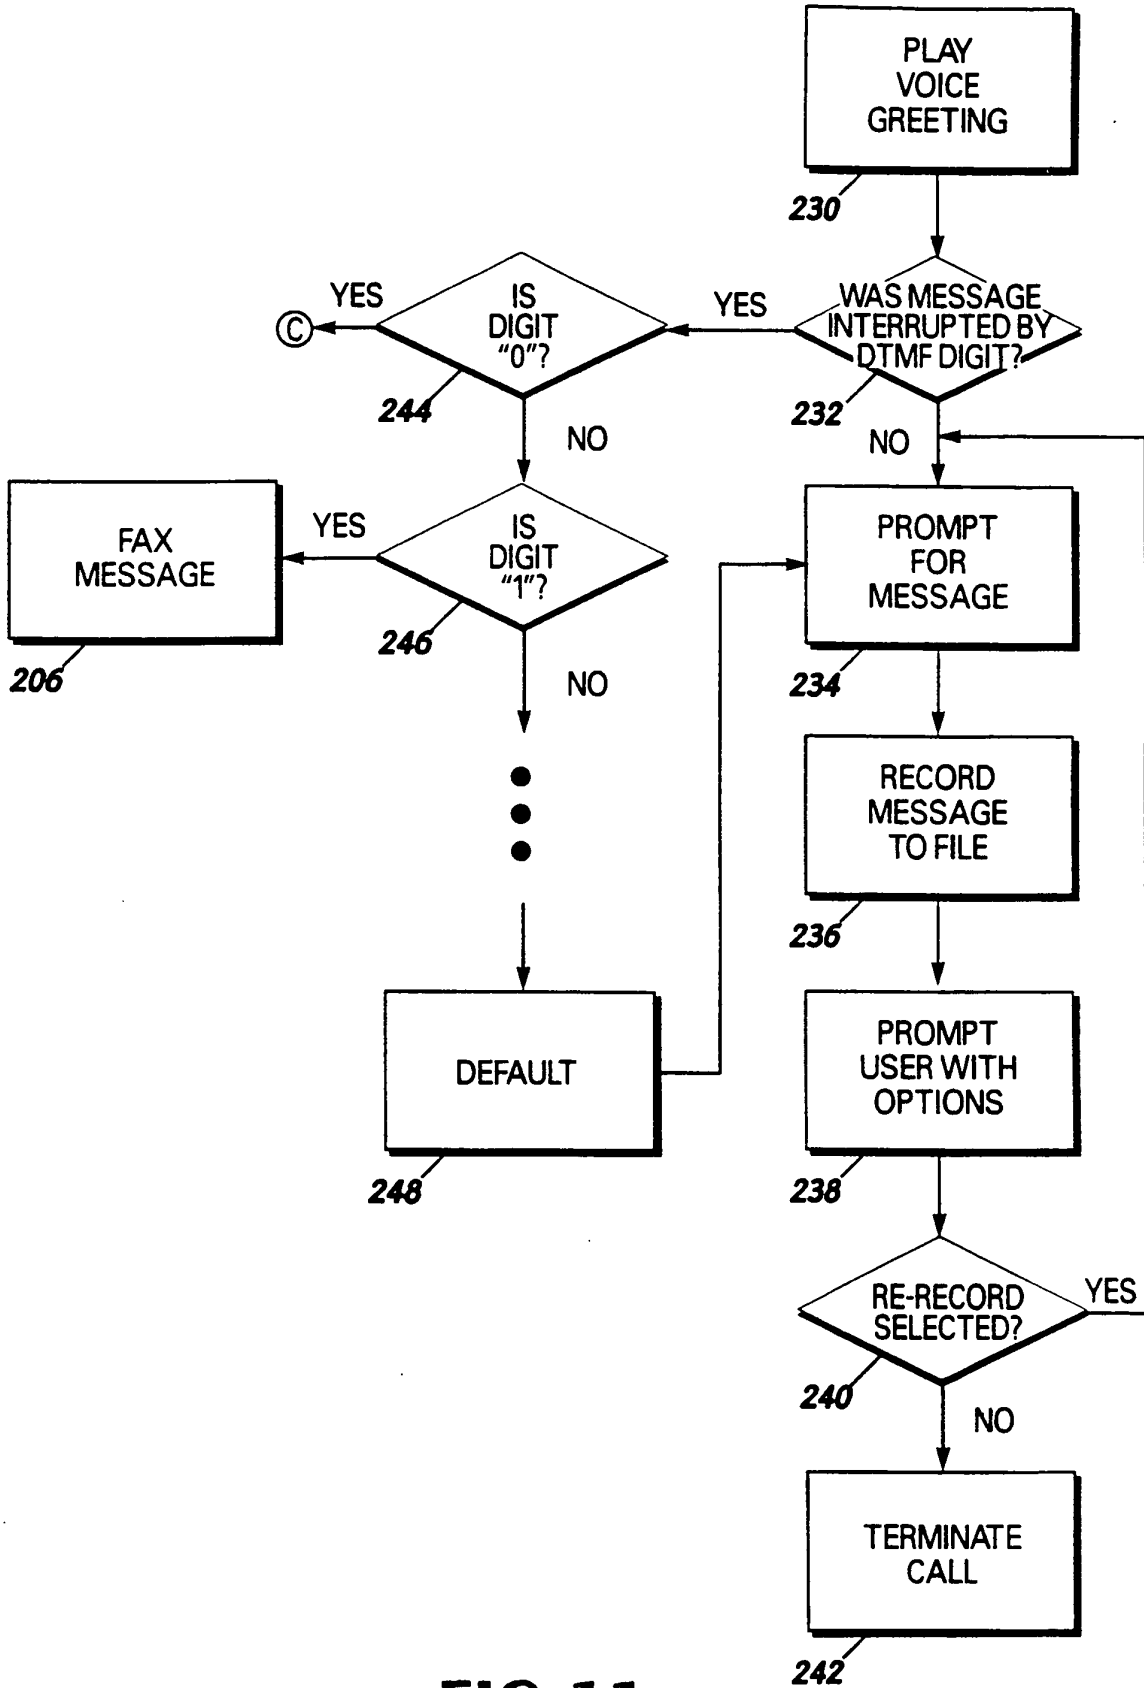 PLAY
VOICE
GREETING
230
WAS MESSAGE
INTERRUPTED BY
DTMF DIGIT?
232
YES
NO
IS
DIGIT
"0"?
244
YES
C
NO
IS
DIGIT
"1"?
246
YES
FAX
MESSAGE
206
NO
DEFAULT
248
PROMPT
FOR
MESSAGE
234
RECORD
MESSAGE
TO FILE
236
PROMPT
USER WITH
OPTIONS
238
RE-RECORD
SELECTED?
240
YES
NO
TERMINATE
CALL
242